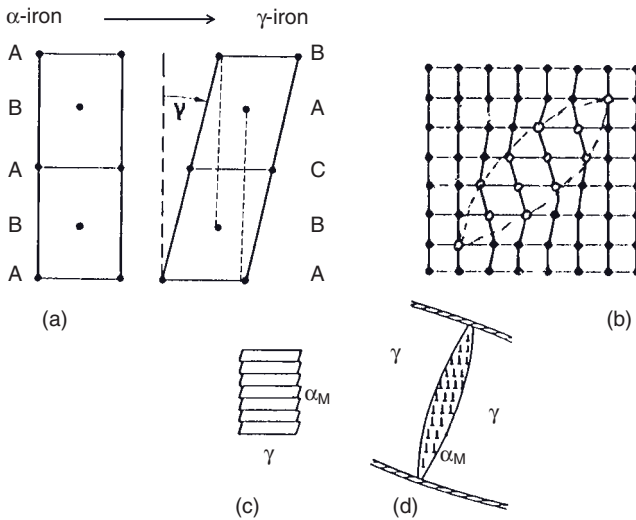 α-iron γ-iron
A B
B A
γ
A C
B B
A A
(a) (b)
γ
γ
α_M
γ α_M
(c) (d)